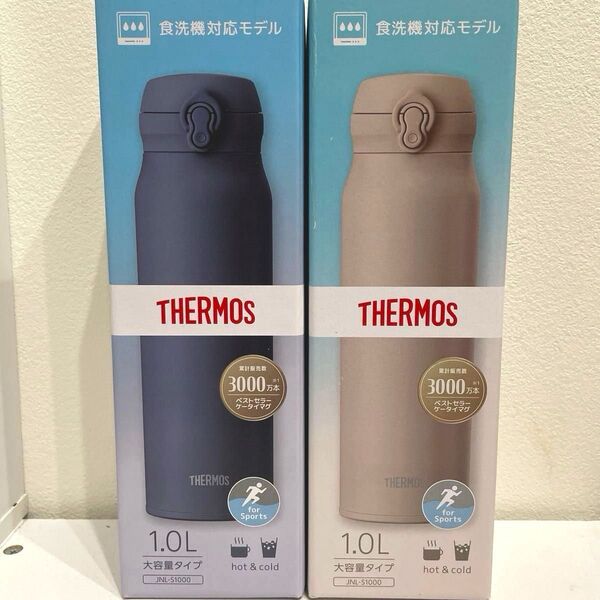 食洗機対応モデル
THERMOS
累計販売数
3000万本※1
ベストセラー
ケータイマグ
THERMOS
for
Sports
1.0L
大容量タイプ
hot & cold
JNL-S1000
食洗機対応モデル
THERMOS
累計販売数
3000万本※1
ベストセラー
ケータイマグ
THERMOS
for
Sports
1.0L
大容量タイプ
hot & cold
JNL-S1000